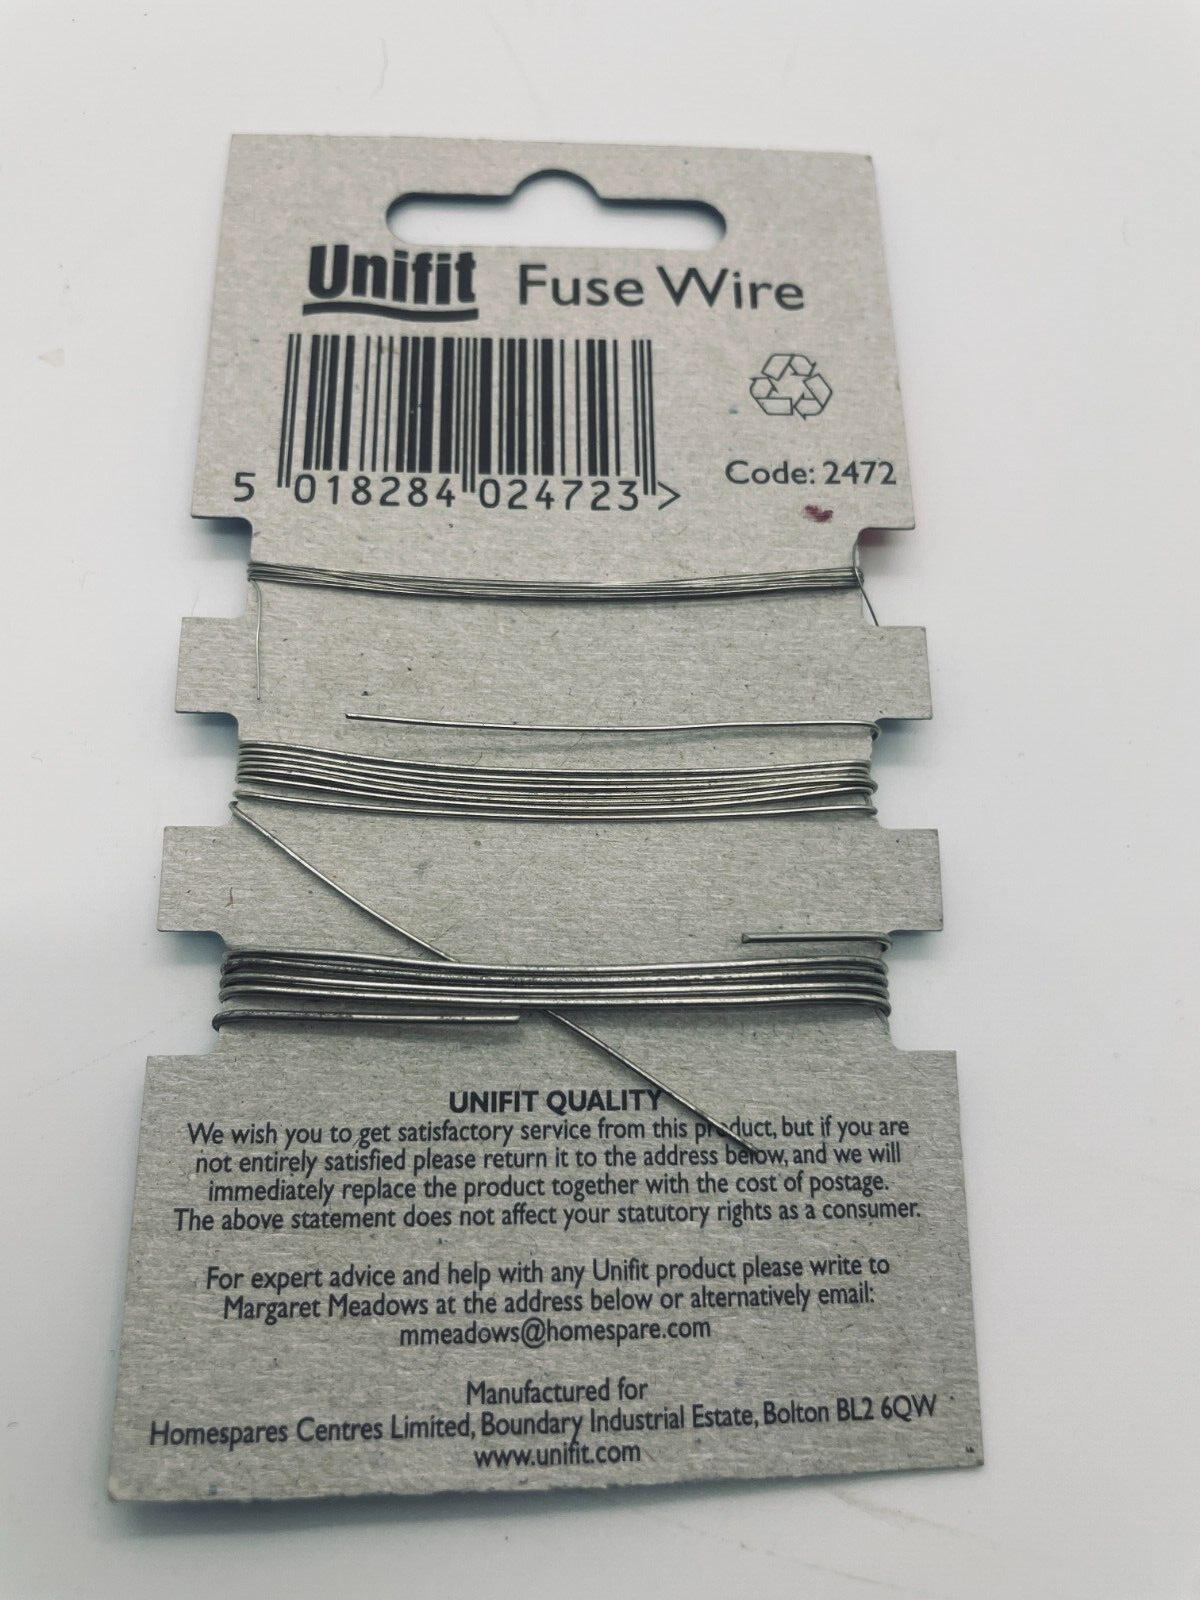 Unifit Fuse Wire
5 018284 024723 >
Code: 2472
UNIFIT QUALITY
We wish you to get satisfactory service from this product, but if you are
not entirely satisfied please return it to the address below, and we will
immediately replace the product together with the cost of postage.
The above statement does not affect your statutory rights as a consumer.
For expert advice and help with any Unifit product please write to
Margaret Meadows at the address below or alternatively email:
mmeadows@homespare.com
Manufactured for
Homespares Centres Limited, Boundary Industrial Estate, Bolton BL2 6QW
www.unifit.com